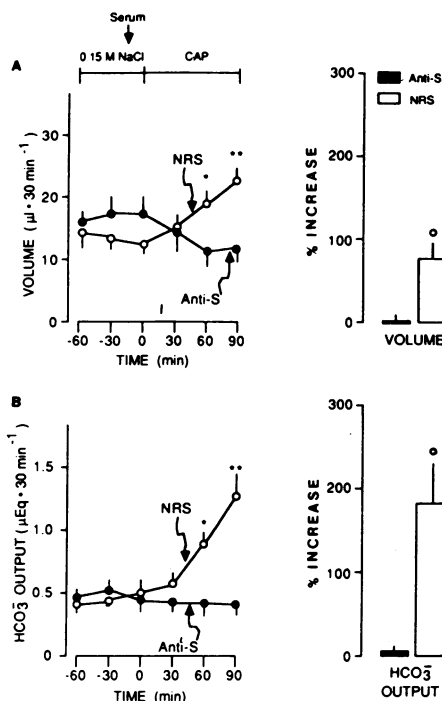 Serum
0.15 M NaCl CAP
A
VOLUME (µl • 30 min⁻¹)
30
20
10
0
NRS
Anti-S
• ••
-60 -30 0 30 60 90
TIME (min)
% INCREASE
300
200
100
0
Anti-S
NRS
VOLUME
B
HCO₃⁻ OUTPUT (µEq • 30 min⁻¹)
1.5
1.0
0.5
0
NRS
Anti-S
• ••
-60 -30 0 30 60 90
TIME (min)
% INCREASE
300
200
100
0
HCO₃⁻
OUTPUT